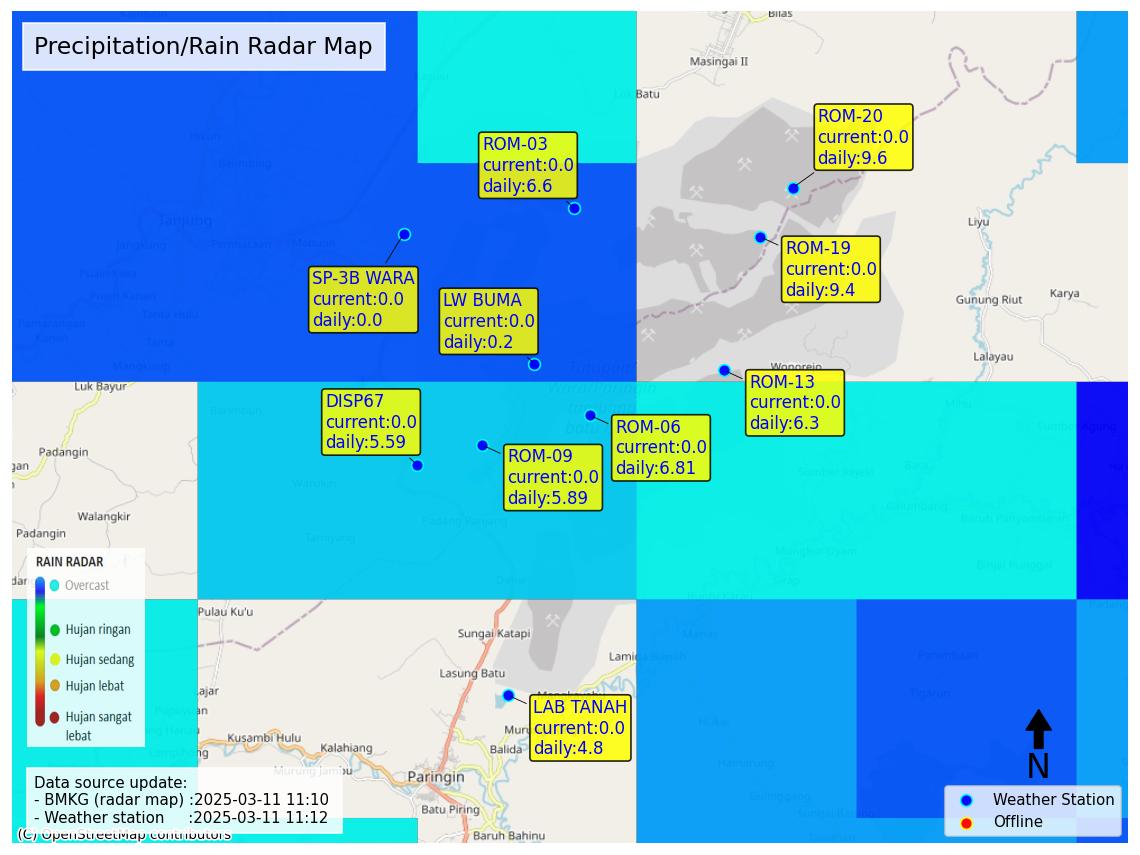 Precipitation/Rain Radar Map
Bilas
Masingai II
Kapulu
Lok Batu
ROM-20
current:0.0
daily:9.6
ROM-03
current:0.0
daily:6.6
Tanjung
Liyu
ROM-19
current:0.0
daily:9.4
SP-3B WARA
current:0.0
daily:0.0
LW BUMA
current:0.0
daily:0.2
Gunung Riut
Karya
Lalayau
Wonorejo
Luk Bayur
ROM-13
current:0.0
daily:6.3
DISP67
current:0.0
daily:5.59
ROM-06
current:0.0
daily:6.81
ROM-09
current:0.0
daily:5.89
Padangin
Walangkir
Padangin
Padang Panjang
Dahai
RAIN RADAR
Overcast
Hujan ringan
Hujan sedang
Hujan lebat
Hujan sangat
lebat
Pulau Ku'u
Sungai Katapi
Lasung Batu
LAB TANAH
current:0.0
daily:4.8
Kusambi Hulu
Kalahiang
Balida
Murung Jambu
Paringin
Batu Piring
Baruh Bahinu
Data source update:
- BMKG (radar map) :2025-03-11 11:10
- Weather station :2025-03-11 11:12
(C) OpenStreetMap contributors
N
Weather Station
Offline